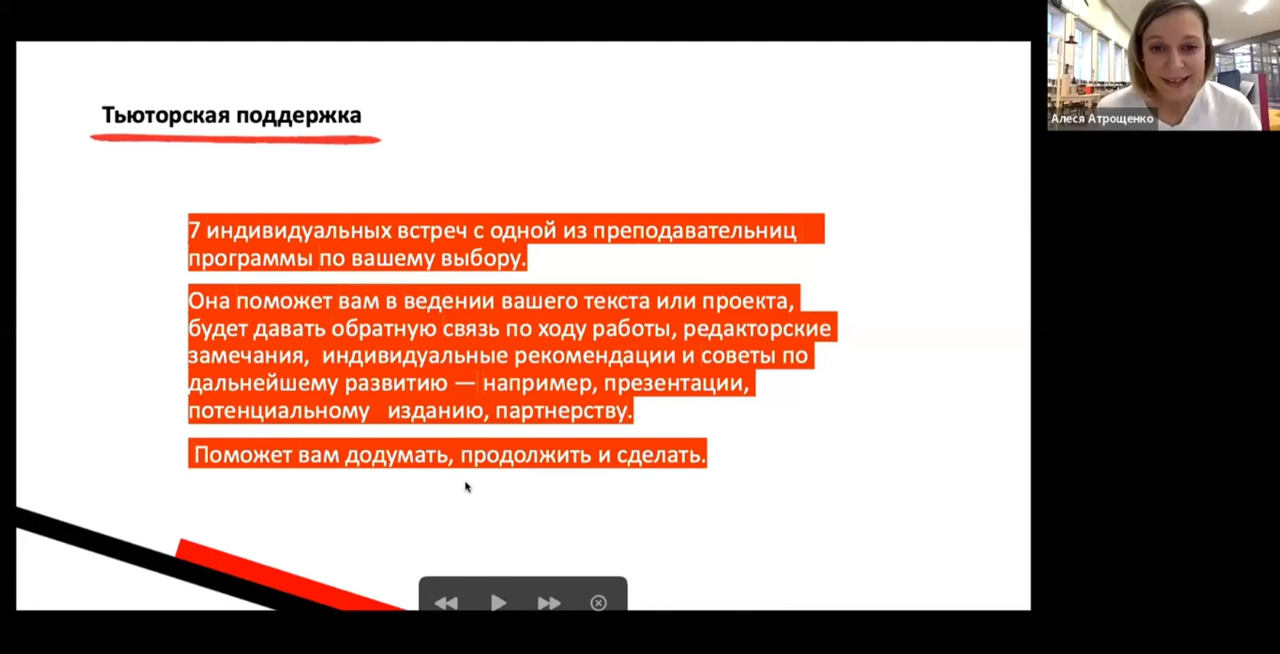 Тьюторская поддержка
7 индивидуальных встреч с одной из преподавательниц
программы по вашему выбору.
Она поможет вам в ведении вашего текста или проекта,
будет давать обратную связь по ходу работы, редакторские
замечания, индивидуальные рекомендации и советы по
дальнейшему развитию — например, презентации,
потенциальному изданию, партнерству.
Поможет вам додумать, продолжить и сделать.
Алеся Атрощенко